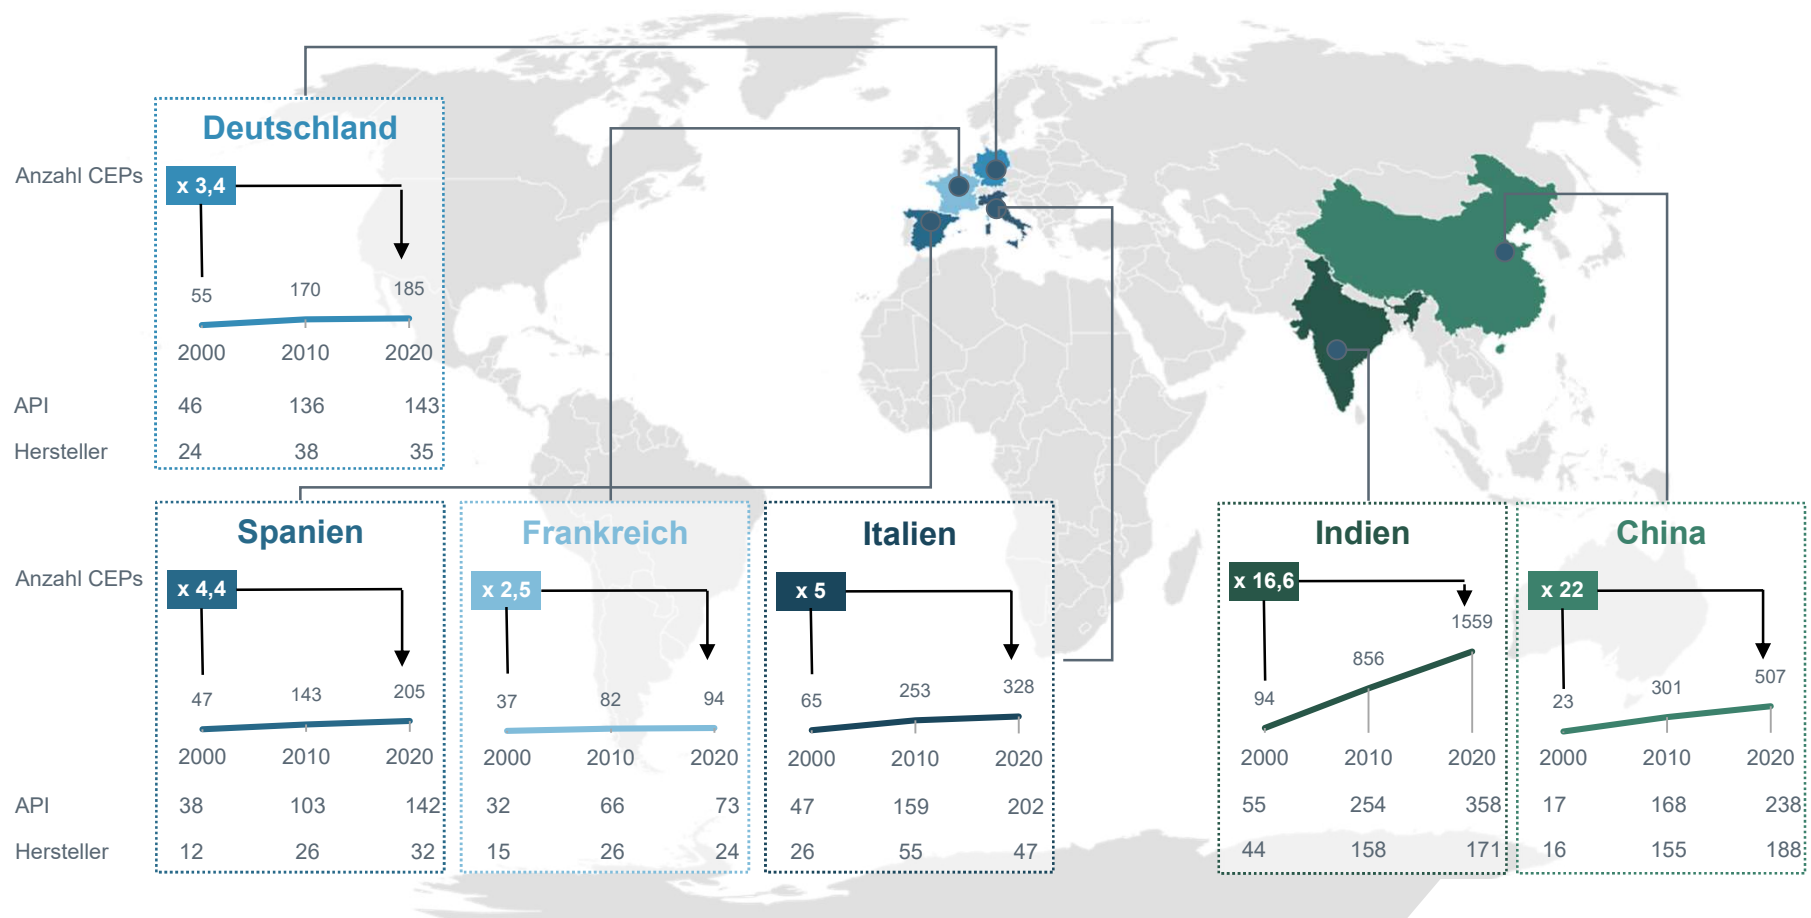 Deutschland
Anzahl CEPs
x 3,4
55 170 185
2000 2010 2020
API 46 136 143
Hersteller 24 38 35
Spanien Frankreich Italien Indien China
Anzahl CEPs
x 4,4 x 2,5 x 5 x 16,6 x 22
47 143 205 37 82 94 65 253 328 94 856 1559 23 301 507
2000 2010 2020 2000 2010 2020 2000 2010 2020 2000 2010 2020 2000 2010 2020
API 38 103 142 32 66 73 47 159 202 55 254 358 17 168 238
Hersteller 12 26 32 15 26 24 26 55 47 44 158 171 16 155 188